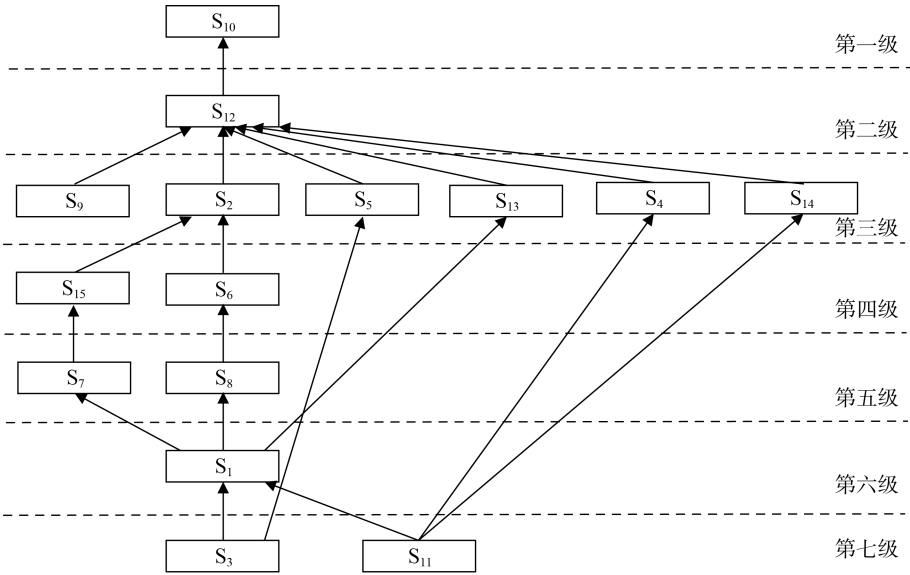 S₁₀
第一级
S₁₂
第二级
S₉ S₂ S₅ S₁₃ S₄ S₁₄
第三级
S₁₅ S₆
第四级
S₇ S₈
第五级
S₁
第六级
S₃ S₁₁
第七级